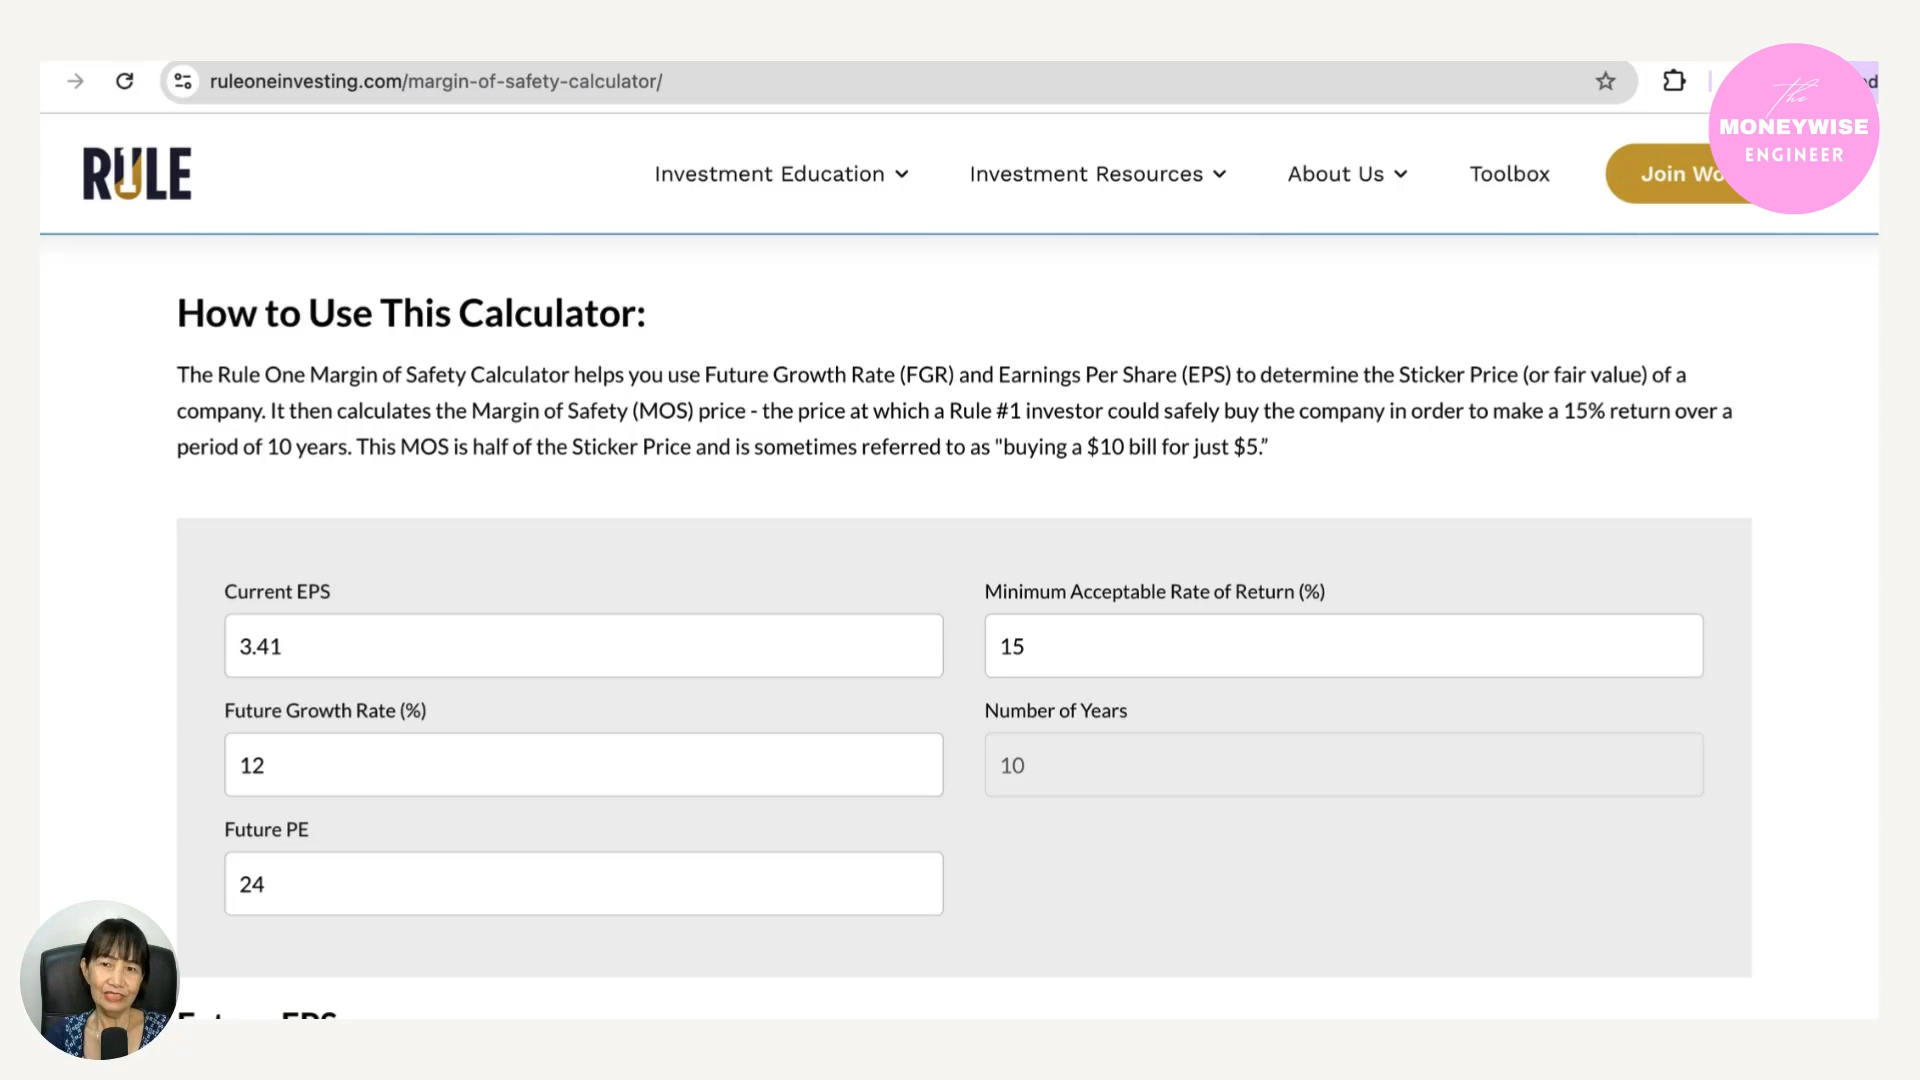 ruleoneinvesting.com/margin-of-safety-calculator/
The
MONEYWISE
ENGINEER
RULE
Investment Education
Investment Resources
About Us
Toolbox
Join
How to Use This Calculator:
The Rule One Margin of Safety Calculator helps you use Future Growth Rate (FGR) and Earnings Per Share (EPS) to determine the Sticker Price (or fair value) of a
company. It then calculates the Margin of Safety (MOS) price - the price at which a Rule #1 investor could safely buy the company in order to make a 15% return over a
period of 10 years. This MOS is half of the Sticker Price and is sometimes referred to as "buying a $10 bill for just $5.”
Current EPS
Minimum Acceptable Rate of Return (%)
3.41
15
Future Growth Rate (%)
Number of Years
12
10
Future PE
24